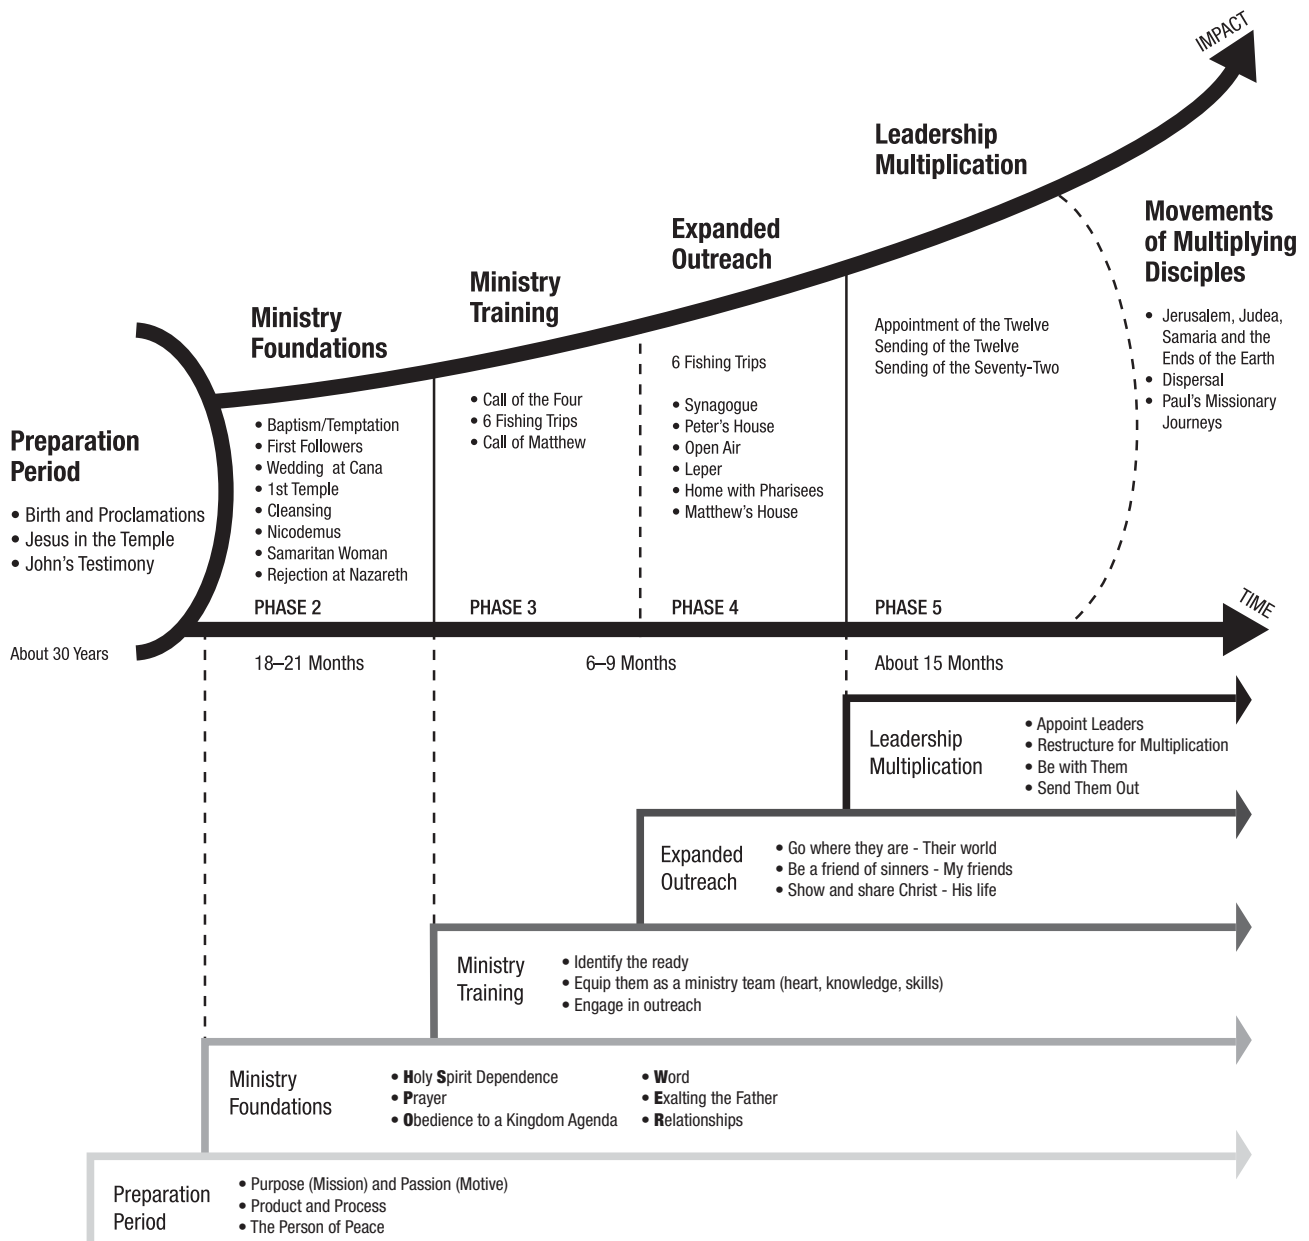 IMPACT
Leadership
Multiplication
Movements
of Multiplying
Disciples
• Jerusalem, Judea,
Samaria and the
Ends of the Earth
• Dispersal
• Paul's Missionary
Journeys
Expanded
Outreach
Ministry
Training
Ministry
Foundations
Preparation
Period
• Birth and Proclamations
• Jesus in the Temple
• John's Testimony
About 30 Years
• Baptism/Temptation
• First Followers
• Wedding at Cana
• 1st Temple
• Cleansing
• Nicodemus
• Samaritan Woman
• Rejection at Nazareth
PHASE 2
18–21 Months
• Call of the Four
• 6 Fishing Trips
• Call of Matthew
PHASE 3
6–9 Months
6 Fishing Trips
• Synagogue
• Peter's House
• Open Air
• Leper
• Home with Pharisees
• Matthew's House
PHASE 4
Appointment of the Twelve
Sending of the Twelve
Sending of the Seventy-Two
PHASE 5
About 15 Months
TIME
Leadership
Multiplication
• Appoint Leaders
• Restructure for Multiplication
• Be with Them
• Send Them Out
Expanded
Outreach
• Go where they are - Their world
• Be a friend of sinners - My friends
• Show and share Christ - His life
Ministry
Training
• Identify the ready
• Equip them as a ministry team (heart, knowledge, skills)
• Engage in outreach
Ministry
Foundations
• Holy Spirit Dependence
• Prayer
• Obedience to a Kingdom Agenda
• Word
• Exalting the Father
• Relationships
Preparation
Period
• Purpose (Mission) and Passion (Motive)
• Product and Process
• The Person of Peace